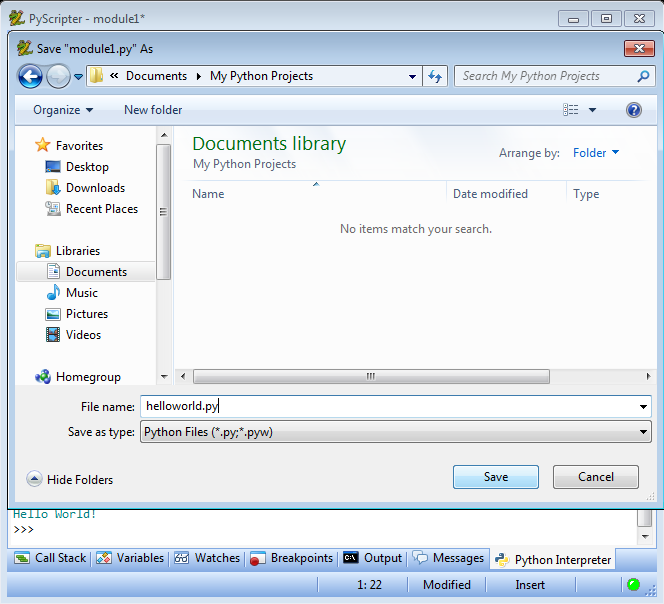 PyScripter - module1*
Save "module1.py" As
« Documents My Python Projects
Search My Python Projects
Organize New folder
Favorites
Desktop
Downloads
Recent Places
Libraries
Documents
Music
Pictures
Videos
Homegroup
Documents library
My Python Projects
Arrange by: Folder
Name Date modified Type
No items match your search.
File name: helloworld.py
Save as type: Python Files (*.py;*.pyw)
Hide Folders Save Cancel
Hello World!
>>>
Call Stack Variables Watches Breakpoints Output Messages Python Interpreter
1: 22 Modified Insert